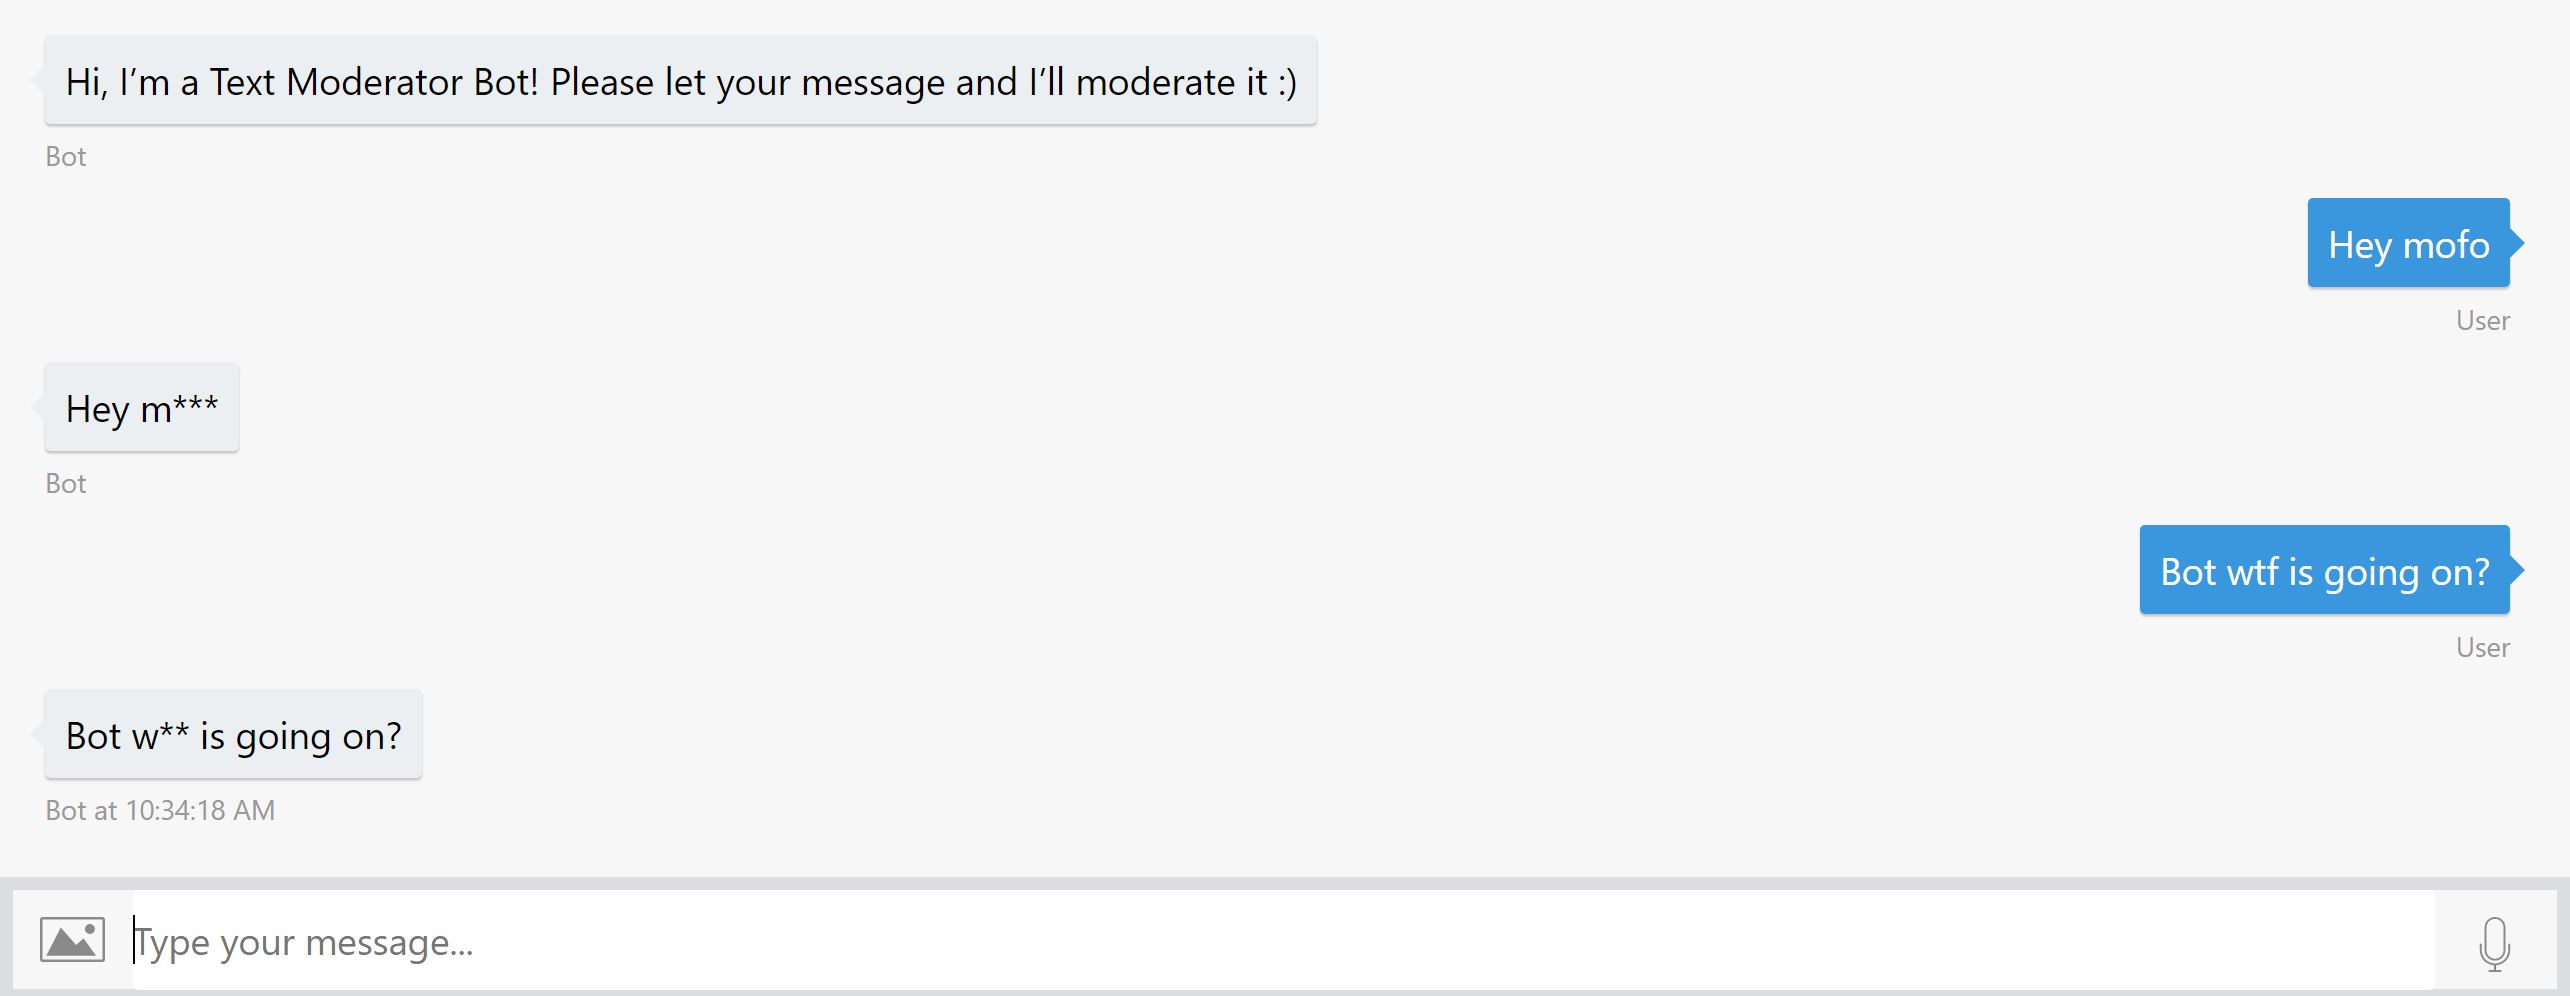 Hi, I’m a Text Moderator Bot! Please let your message and I’ll moderate it :)
Bot
Hey mofo
User
Hey m***
Bot
Bot wtf is going on?
User
Bot w** is going on?
Bot at 10:34:18 AM
Type your message...